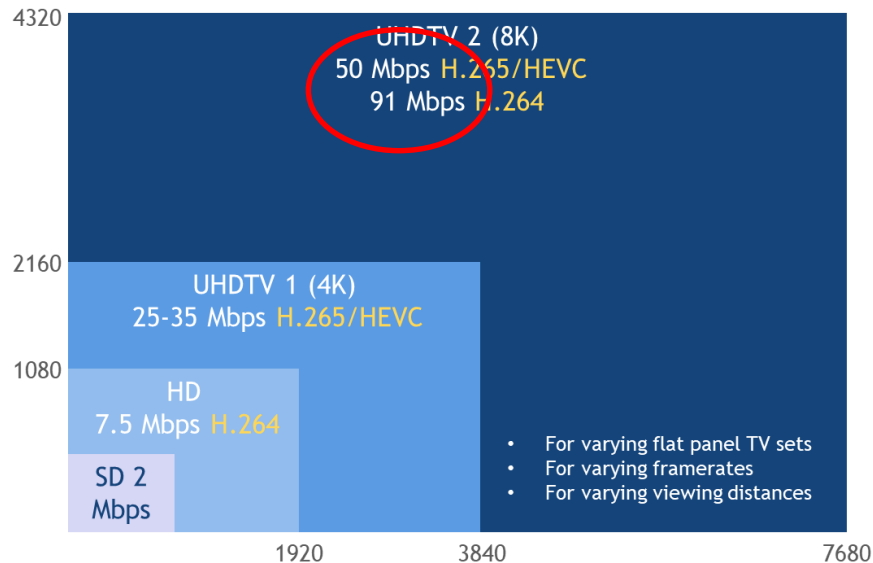 4320
UHDTV 2 (8K)
50 Mbps H.265/HEVC
91 Mbps H.264
2160
UHDTV 1 (4K)
25-35 Mbps H.265/HEVC
1080
HD
7.5 Mbps H.264
SD 2
Mbps
• For varying flat panel TV sets
• For varying framerates
• For varying viewing distances
1920
3840
7680